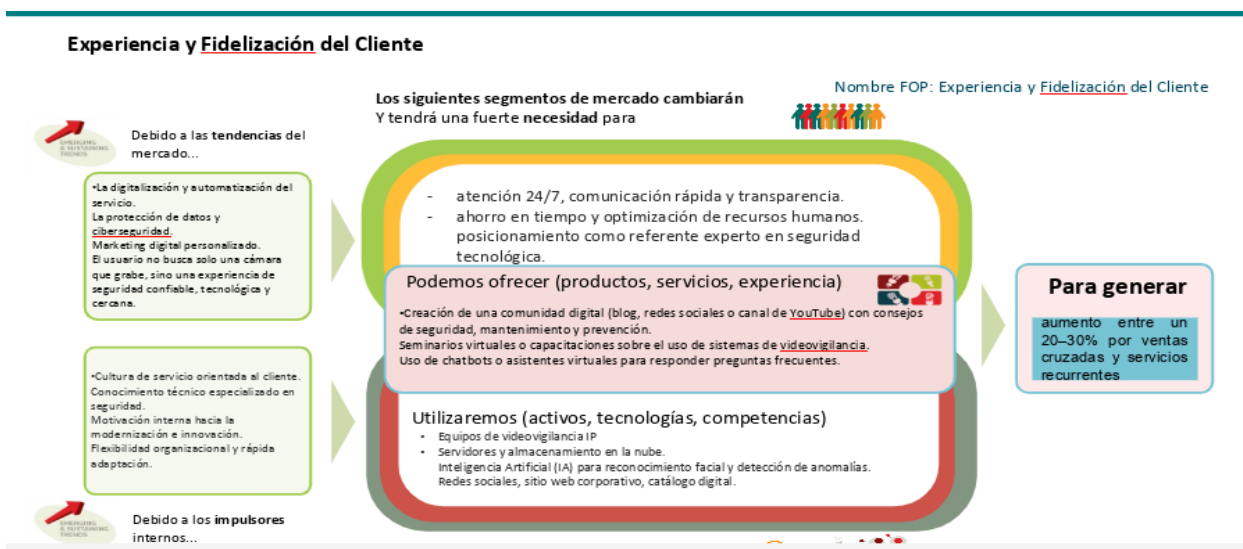 Experiencia y Fidelización del Cliente
Nombre FOP: Experiencia y Fidelización del Cliente
Los siguientes segmentos de mercado cambiarán
Y tendrá una fuerte necesidad para
EMERGING
& SUSTAINING
TRENDS
Debido a las tendencias del
mercado...
•La digitalización y automatización del
servicio.
La protección de datos y
ciberseguridad.
Marketing digital personalizado.
El usuario no busca solo una cámara
que grabe, sino una experiencia de
seguridad confiable, tecnológica y
cercana.
- atención 24/7, comunicación rápida y transparencia.
- ahorro en tiempo y optimización de recursos humanos.
posicionamiento como referente experto en seguridad
tecnológica.
Podemos ofrecer (productos, servicios, experiencia)
•Creación de una comunidad digital (blog, redes sociales o canal de YouTube) con consejos
de seguridad, mantenimiento y prevención.
Seminarios virtuales o capacitaciones sobre el uso de sistemas de videovigilancia.
Uso de chatbots o asistentes virtuales para responder preguntas frecuentes.
Para generar
aumento entre un
20–30% por ventas
cruzadas y servicios
recurrentes
•Cultura de servicio orientada al cliente.
Conocimiento técnico especializado en
seguridad.
Motivación interna hacia la
modernización e innovación.
Flexibilidad organizacional y rápida
adaptación.
Utilizaremos (activos, tecnologías, competencias)
• Equipos de videovigilancia IP
• Servidores y almacenamiento en la nube.
Inteligencia Artificial (IA) para reconocimiento facial y detección de anomalías.
Redes sociales, sitio web corporativo, catálogo digital.
EMERGING
& SUSTAINING
TRENDS
Debido a los impulsores
internos...